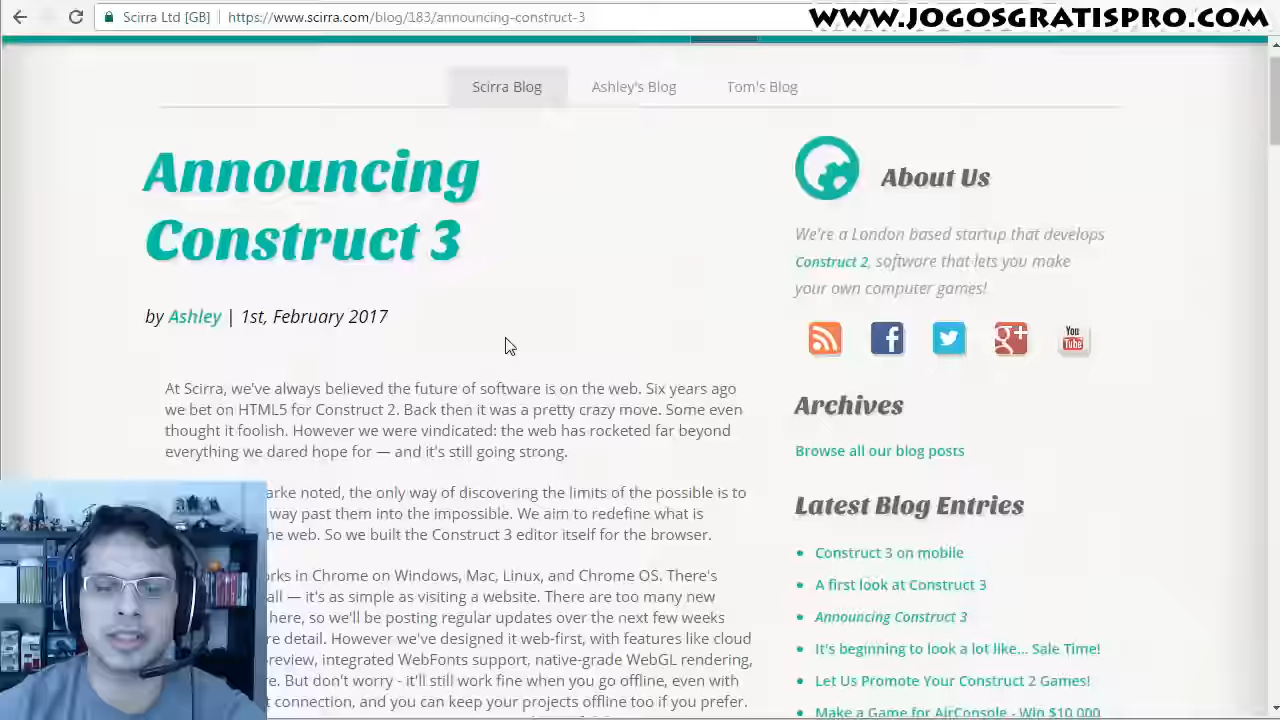 Scirra Ltd [GB] https://www.scirra.com/blog/183/announcing-construct-3
WWW.JOGOSGRATISPRO.COM
Scirra Blog Ashley's Blog Tom's Blog
Announcing
Construct 3
by Ashley | 1st, February 2017
At Scirra, we've always believed the future of software is on the web. Six years ago
we bet on HTML5 for Construct 2. Back then it was a pretty crazy move. Some even
thought it foolish. However we were vindicated: the web has rocketed far beyond
everything we dared hope for — and it's still going strong.
arke noted, the only way of discovering the limits of the possible is to
way past them into the impossible. We aim to redefine what is
he web. So we built the Construct 3 editor itself for the browser.
orks in Chrome on Windows, Mac, Linux, and Chrome OS. There's
all — it's as simple as visiting a website. There are too many new
here, so we'll be posting regular updates over the next few weeks
re detail. However we've designed it web-first, with features like cloud
preview, integrated WebFonts support, native-grade WebGL rendering,
e. But don't worry - it'll still work fine when you go offline, even with
t connection, and you can keep your projects offline too if you prefer.
About Us
We're a London based startup that develops
Construct 2, software that lets you make
your own computer games!
f
g+
You
Tube
Archives
Browse all our blog posts
Latest Blog Entries
Construct 3 on mobile
A first look at Construct 3
Announcing Construct 3
It's beginning to look a lot like... Sale Time!
Let Us Promote Your Construct 2 Games!
Make a Game for AirConsole - Win $10,000